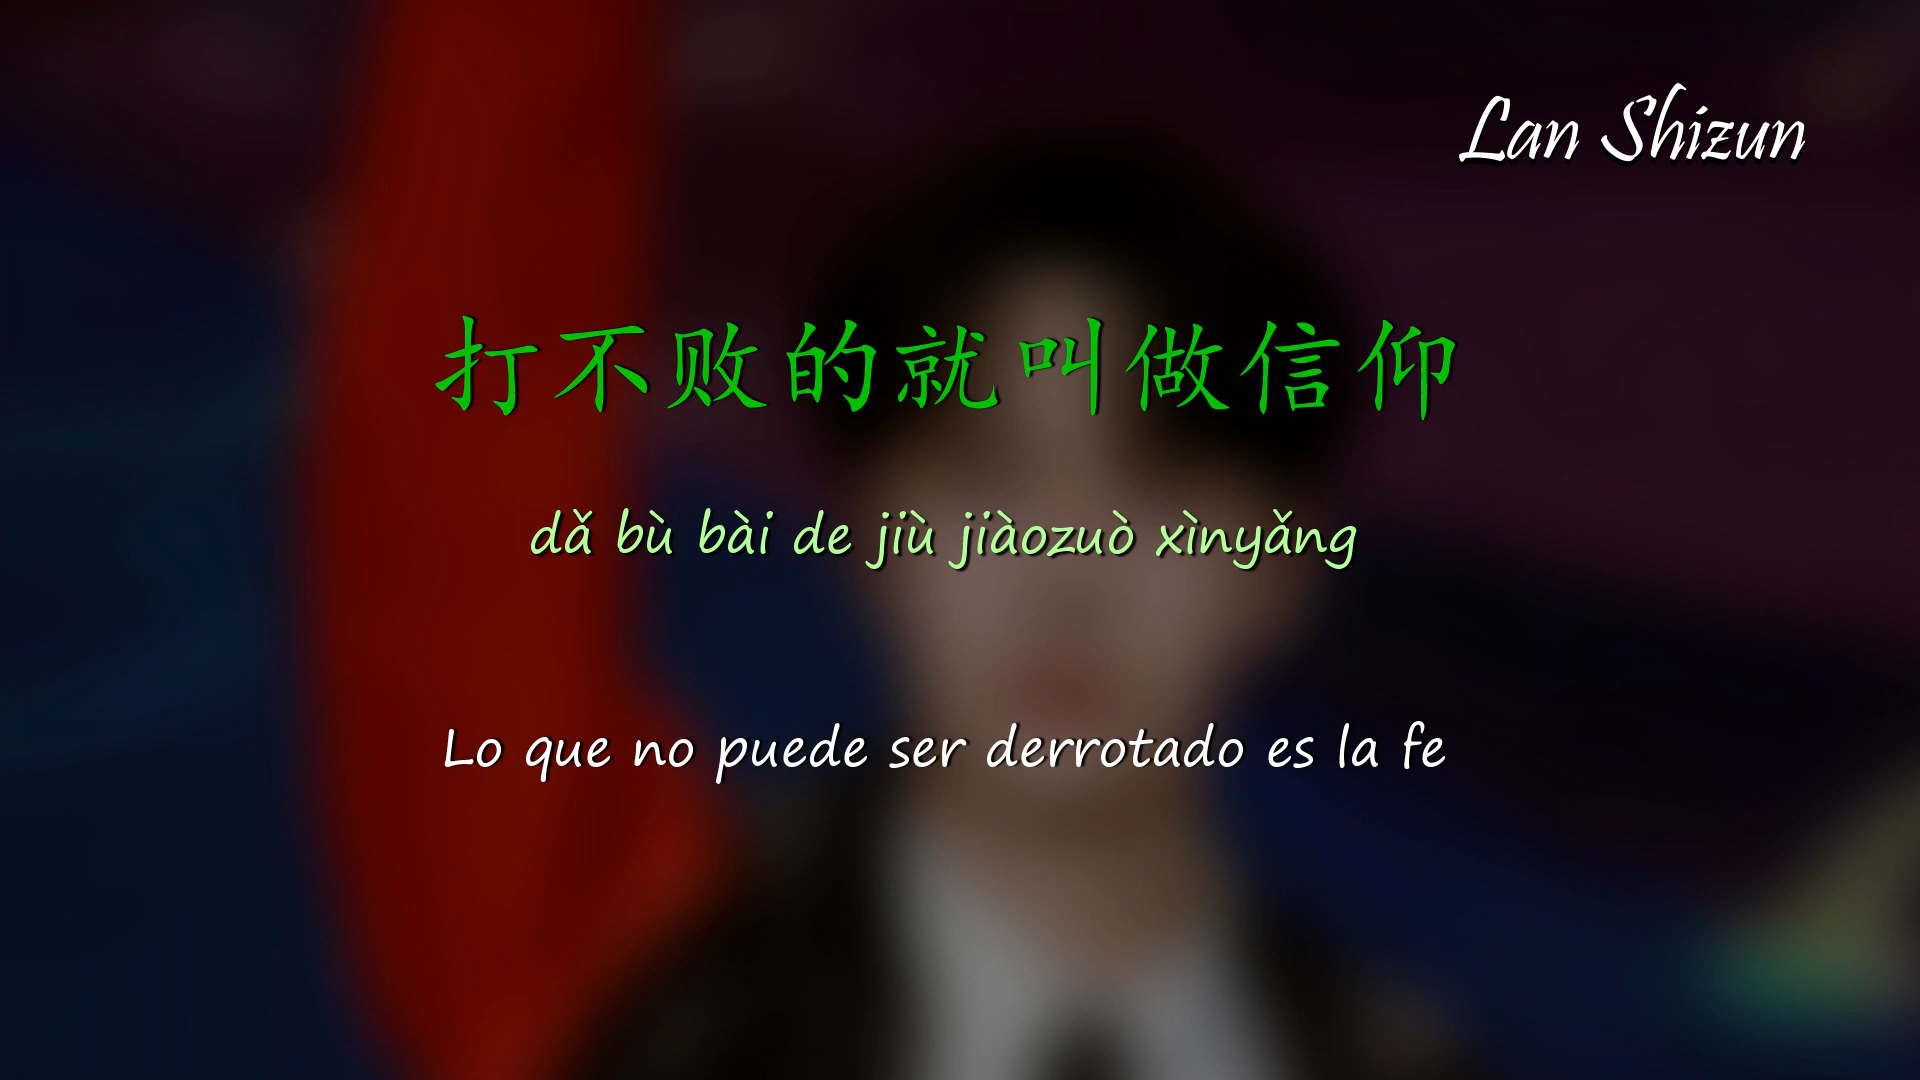 Lan Shizun
打不败的就叫做信仰
dǎ bù bài de jiù jiàozuò xìnyǎng
Lo que no puede ser derrotado es la fe